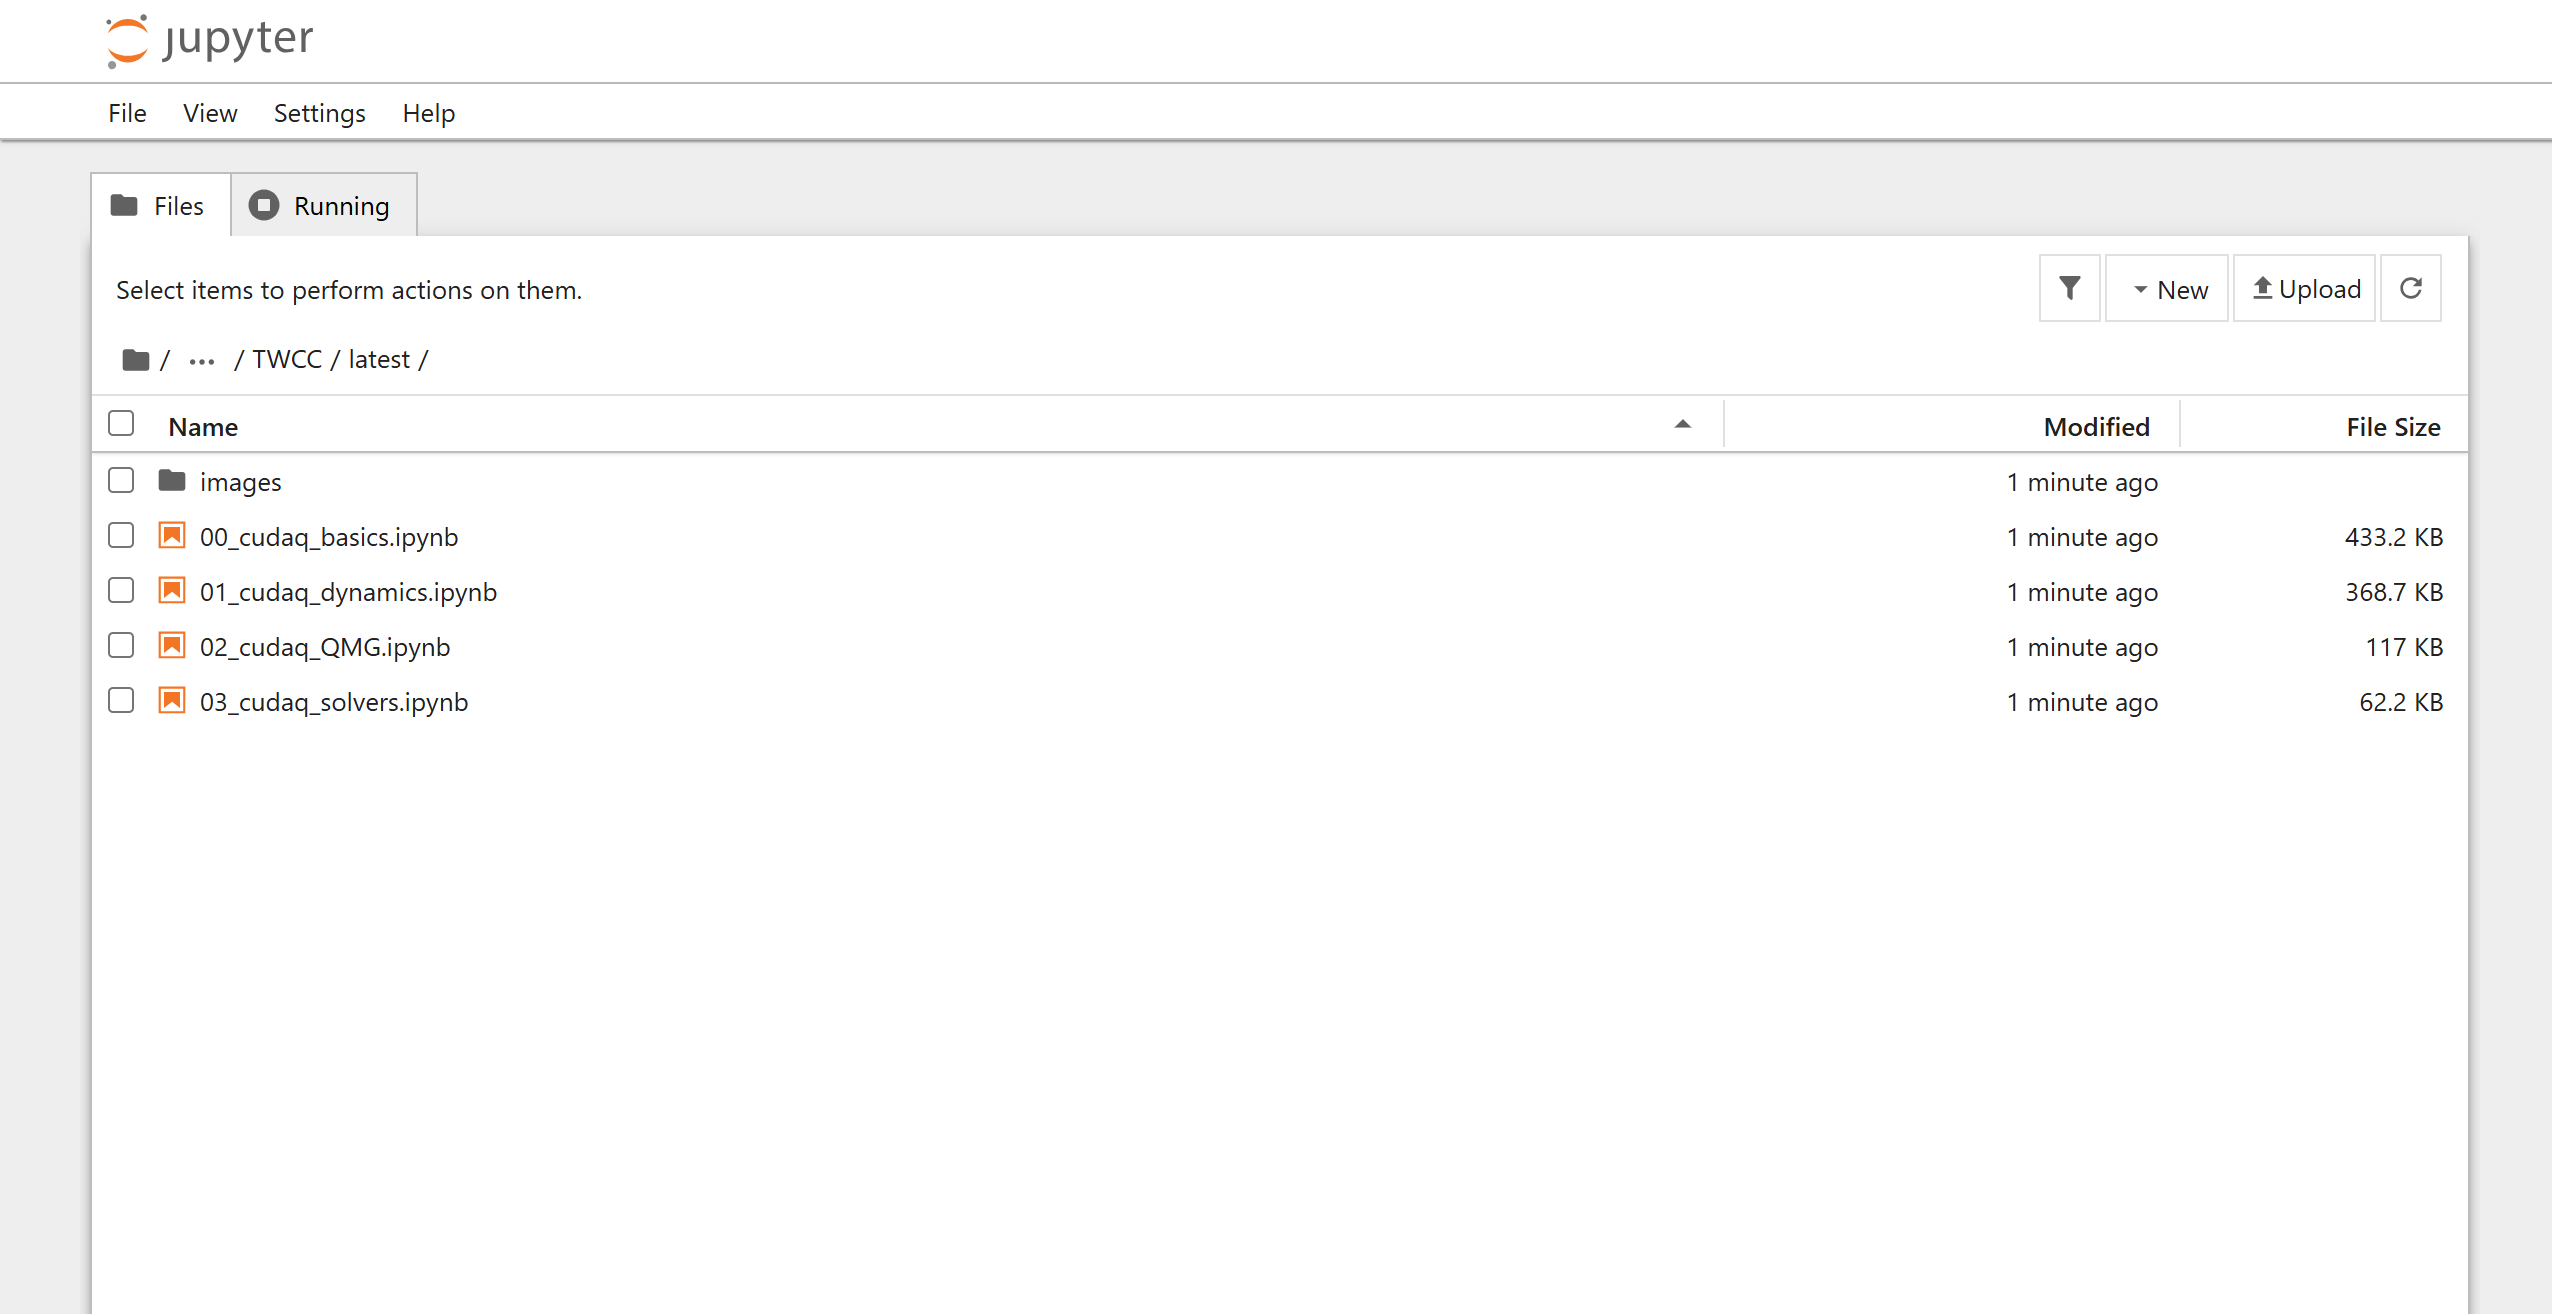 jupyter
File View Settings Help
Files Running
Select items to perform actions on them.
New Upload
/ ... / TWCC / latest /
Name Modified File Size
images 1 minute ago
00_cudaq_basics.ipynb 1 minute ago 433.2 KB
01_cudaq_dynamics.ipynb 1 minute ago 368.7 KB
02_cudaq_QMG.ipynb 1 minute ago 117 KB
03_cudaq_solvers.ipynb 1 minute ago 62.2 KB